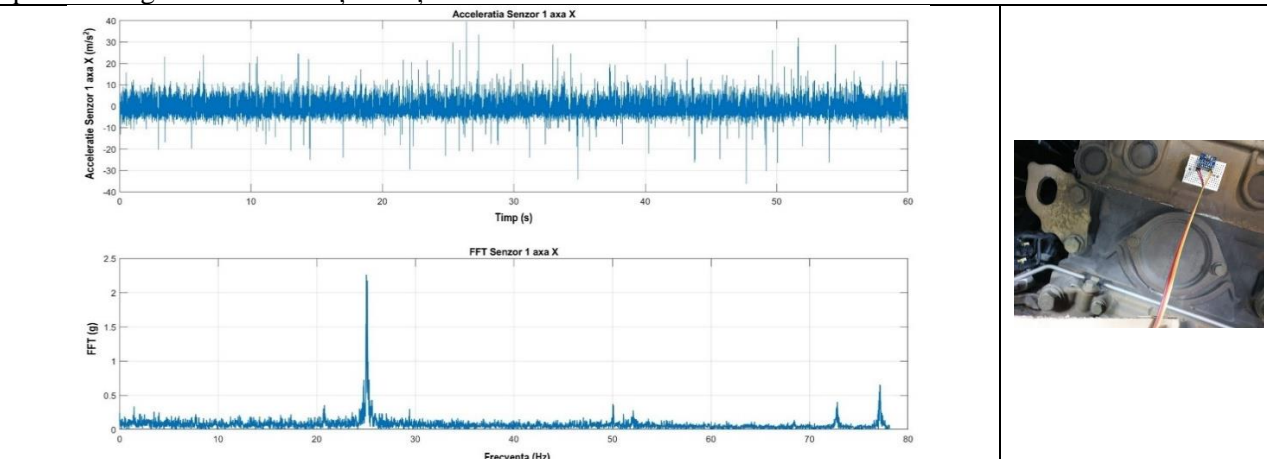 Acceleratia Senzor 1 axa X
Acceleratie Senzor 1 axa X (m/s²)
40
30
20
10
0
-10
-20
-30
-40
0 10 20 30 40 50 60
Timp (s)
FFT Senzor 1 axa X
FFT (g)
2.5
2
1.5
1
0.5
0
0 10 20 30 40 50 60 70 80
Frecventa (Hz)